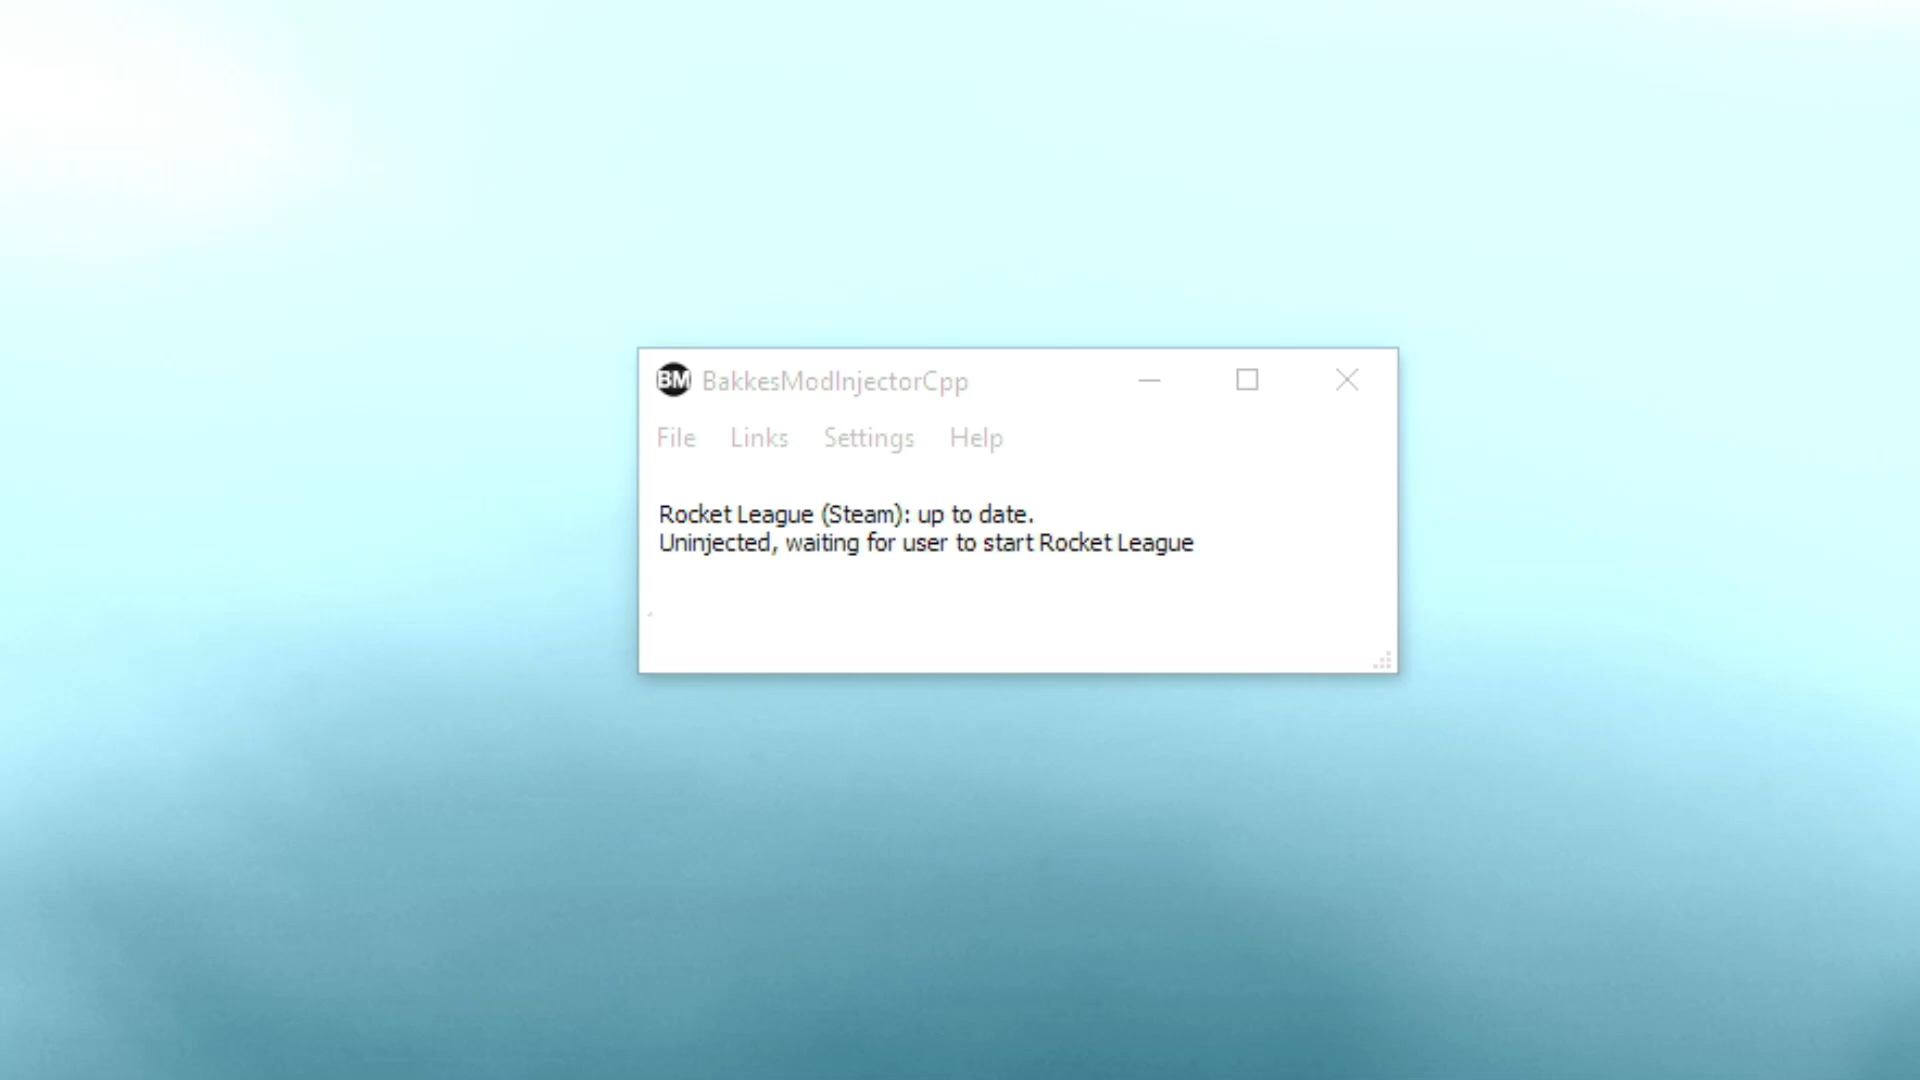 BM BakkesModInjectorCpp
File Links Settings Help
Rocket League (Steam): up to date.
Uninjected, waiting for user to start Rocket League